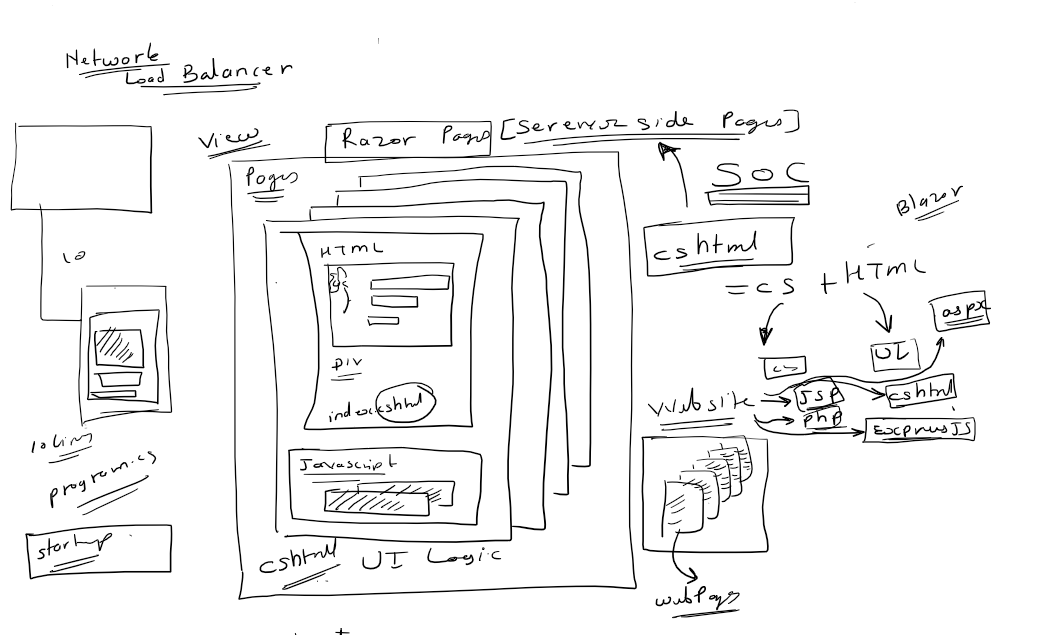 Network
Load Balancer
View
Razor Pages [Serever side Pages]
Pages
SOC
Blazor
cshtml
HTML
10
= CS + HTML
aspx
DIV
cs
UI
index.cshtml
Website
JSP
cshtml
php
ExpressJS
10 lines
programs.cs
Javascript
startup
cshtml UI Logic
webPages